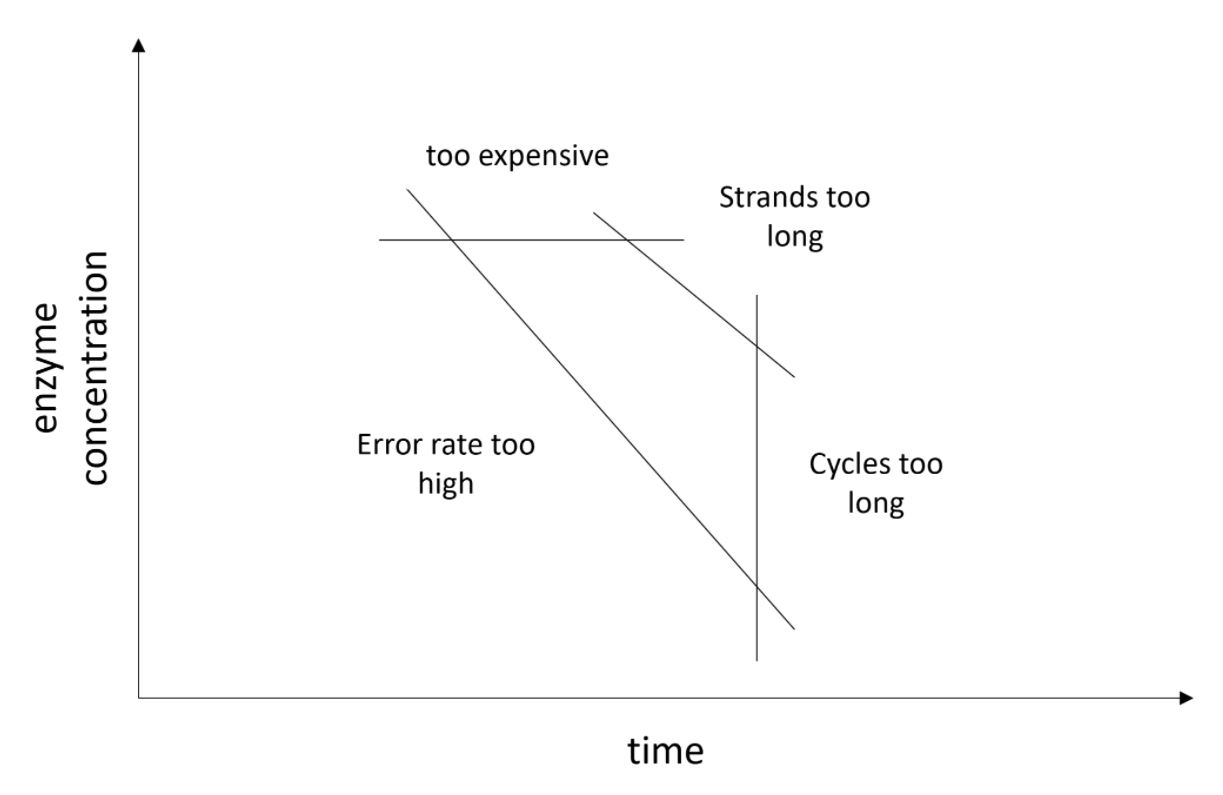 too expensive
Strands too
long
enzyme
concentration
Error rate too
high
Cycles too
long
time